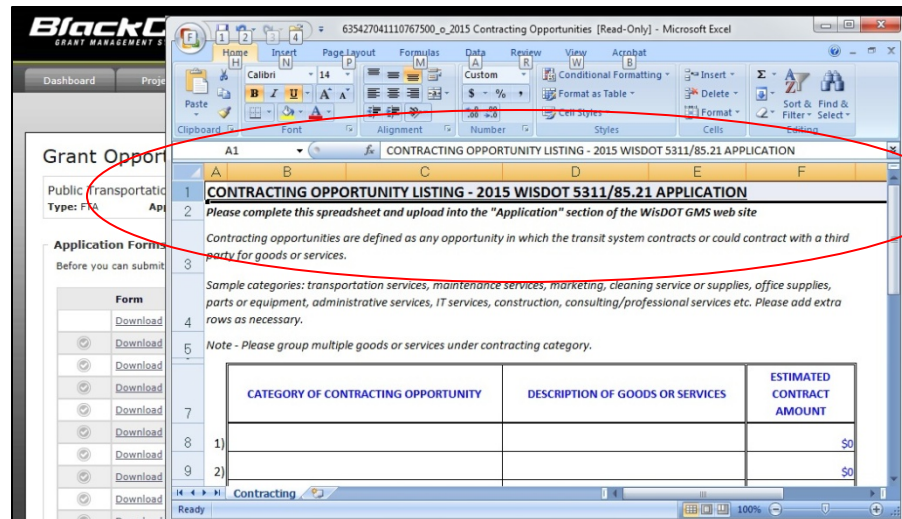 BlackC
GRANT MANAGEMENT S
Dashboard Proje
Grant Opport
Public Transportatio
Type: FTA Ap
Application Forms
Before you can submit
Form
Download
Download
Download
Download
Download
Download
Download
Download
Download
635427041110767500_o_2015 Contracting Opportunities [Read-Only] - Microsoft Excel
F 1 2 3 4
Home Insert Page Layout Formulas Data Review View Acrobat
H N P M A R W B
Paste
Calibri 14
B I U A A
Custom
$ % ,
Conditional Formatting
Format as Table
Cell Styles
Insert
Delete
Format
Σ
Sort & Filter Find & Select
Clipboard Font Alignment Number Styles Cells Editing
A1 fx CONTRACTING OPPORTUNITY LISTING - 2015 WISDOT 5311/85.21 APPLICATION
A B C D E F
1 CONTRACTING OPPORTUNITY LISTING - 2015 WISDOT 5311/85.21 APPLICATION
2 Please complete this spreadsheet and upload into the "Application" section of the WisDOT GMS web site
Contracting opportunities are defined as any opportunity in which the transit system contracts or could contract with a third
3 party for goods or services.
Sample categories: transportation services, maintenance services, marketing, cleaning service or supplies, office supplies,
parts or equipment, administrative services, IT services, construction, consulting/professional services etc. Please add extra
4 rows as necessary.
5 Note - Please group multiple goods or services under contracting category.
7 CATEGORY OF CONTRACTING OPPORTUNITY DESCRIPTION OF GOODS OR SERVICES ESTIMATED CONTRACT AMOUNT
8 1) $0
9 2) $0
Contracting
Ready 100%